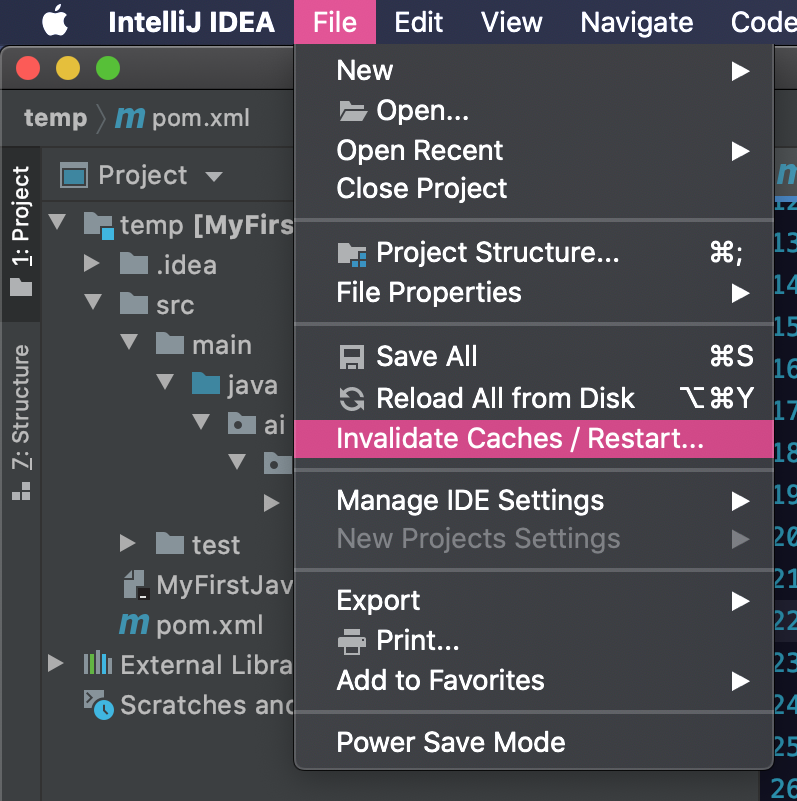 IntelliJ IDEA File Edit View Navigate Code
temp pom.xml
1: Project
Project
temp [MyFirs
.idea
src
main
java
ai
test
MyFirstJav
pom.xml
External Libra
Scratches and
7: Structure
New
Open...
Open Recent
Close Project
Project Structure... ⌘;
File Properties
Save All ⌘S
Reload All from Disk ⌥⌘Y
Invalidate Caches / Restart...
Manage IDE Settings
New Projects Settings
Export
Print...
Add to Favorites
Power Save Mode
12
13
14
15
16
17
18
19
20
21
22
23
24
25
26